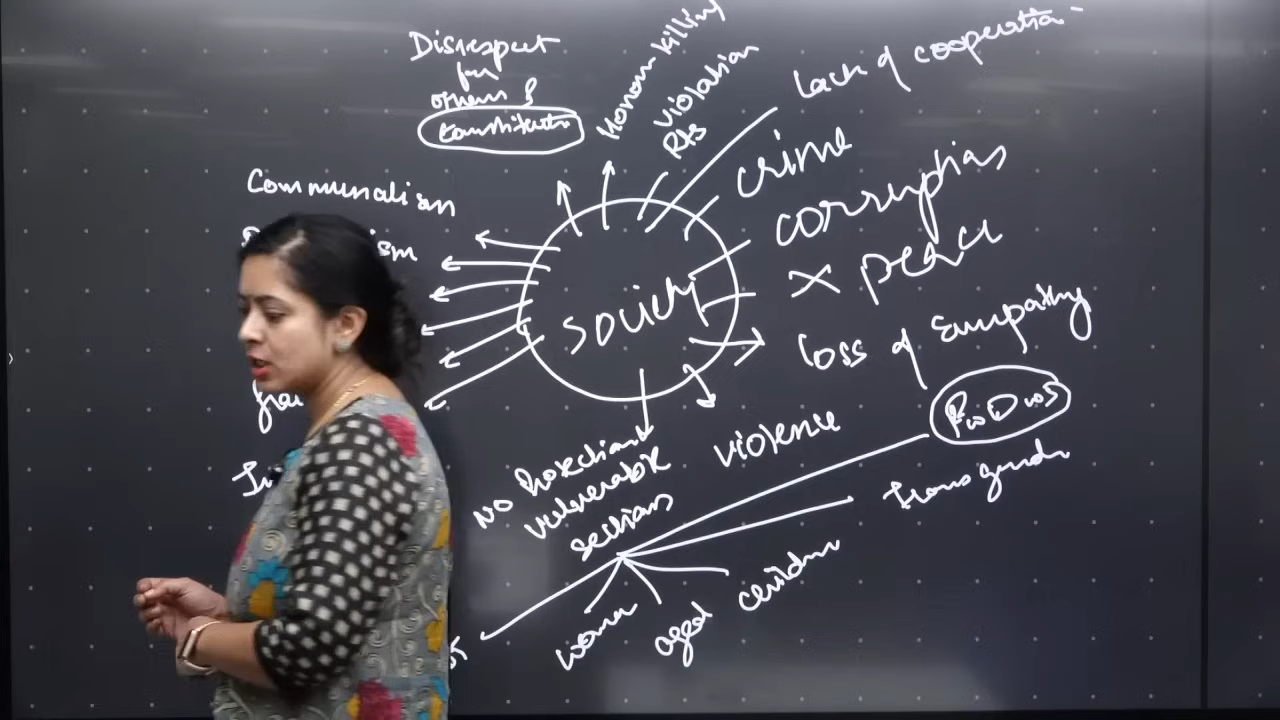 Disrespect
for
others &
constitution
Honour killing
violation
Rts
Lack of cooperation
crime
corruption
x peace
loss of Empathy
Communalism
ism
society
violence
No Protection
vulnerable
sections
PwDs
transgender
women
aged
children